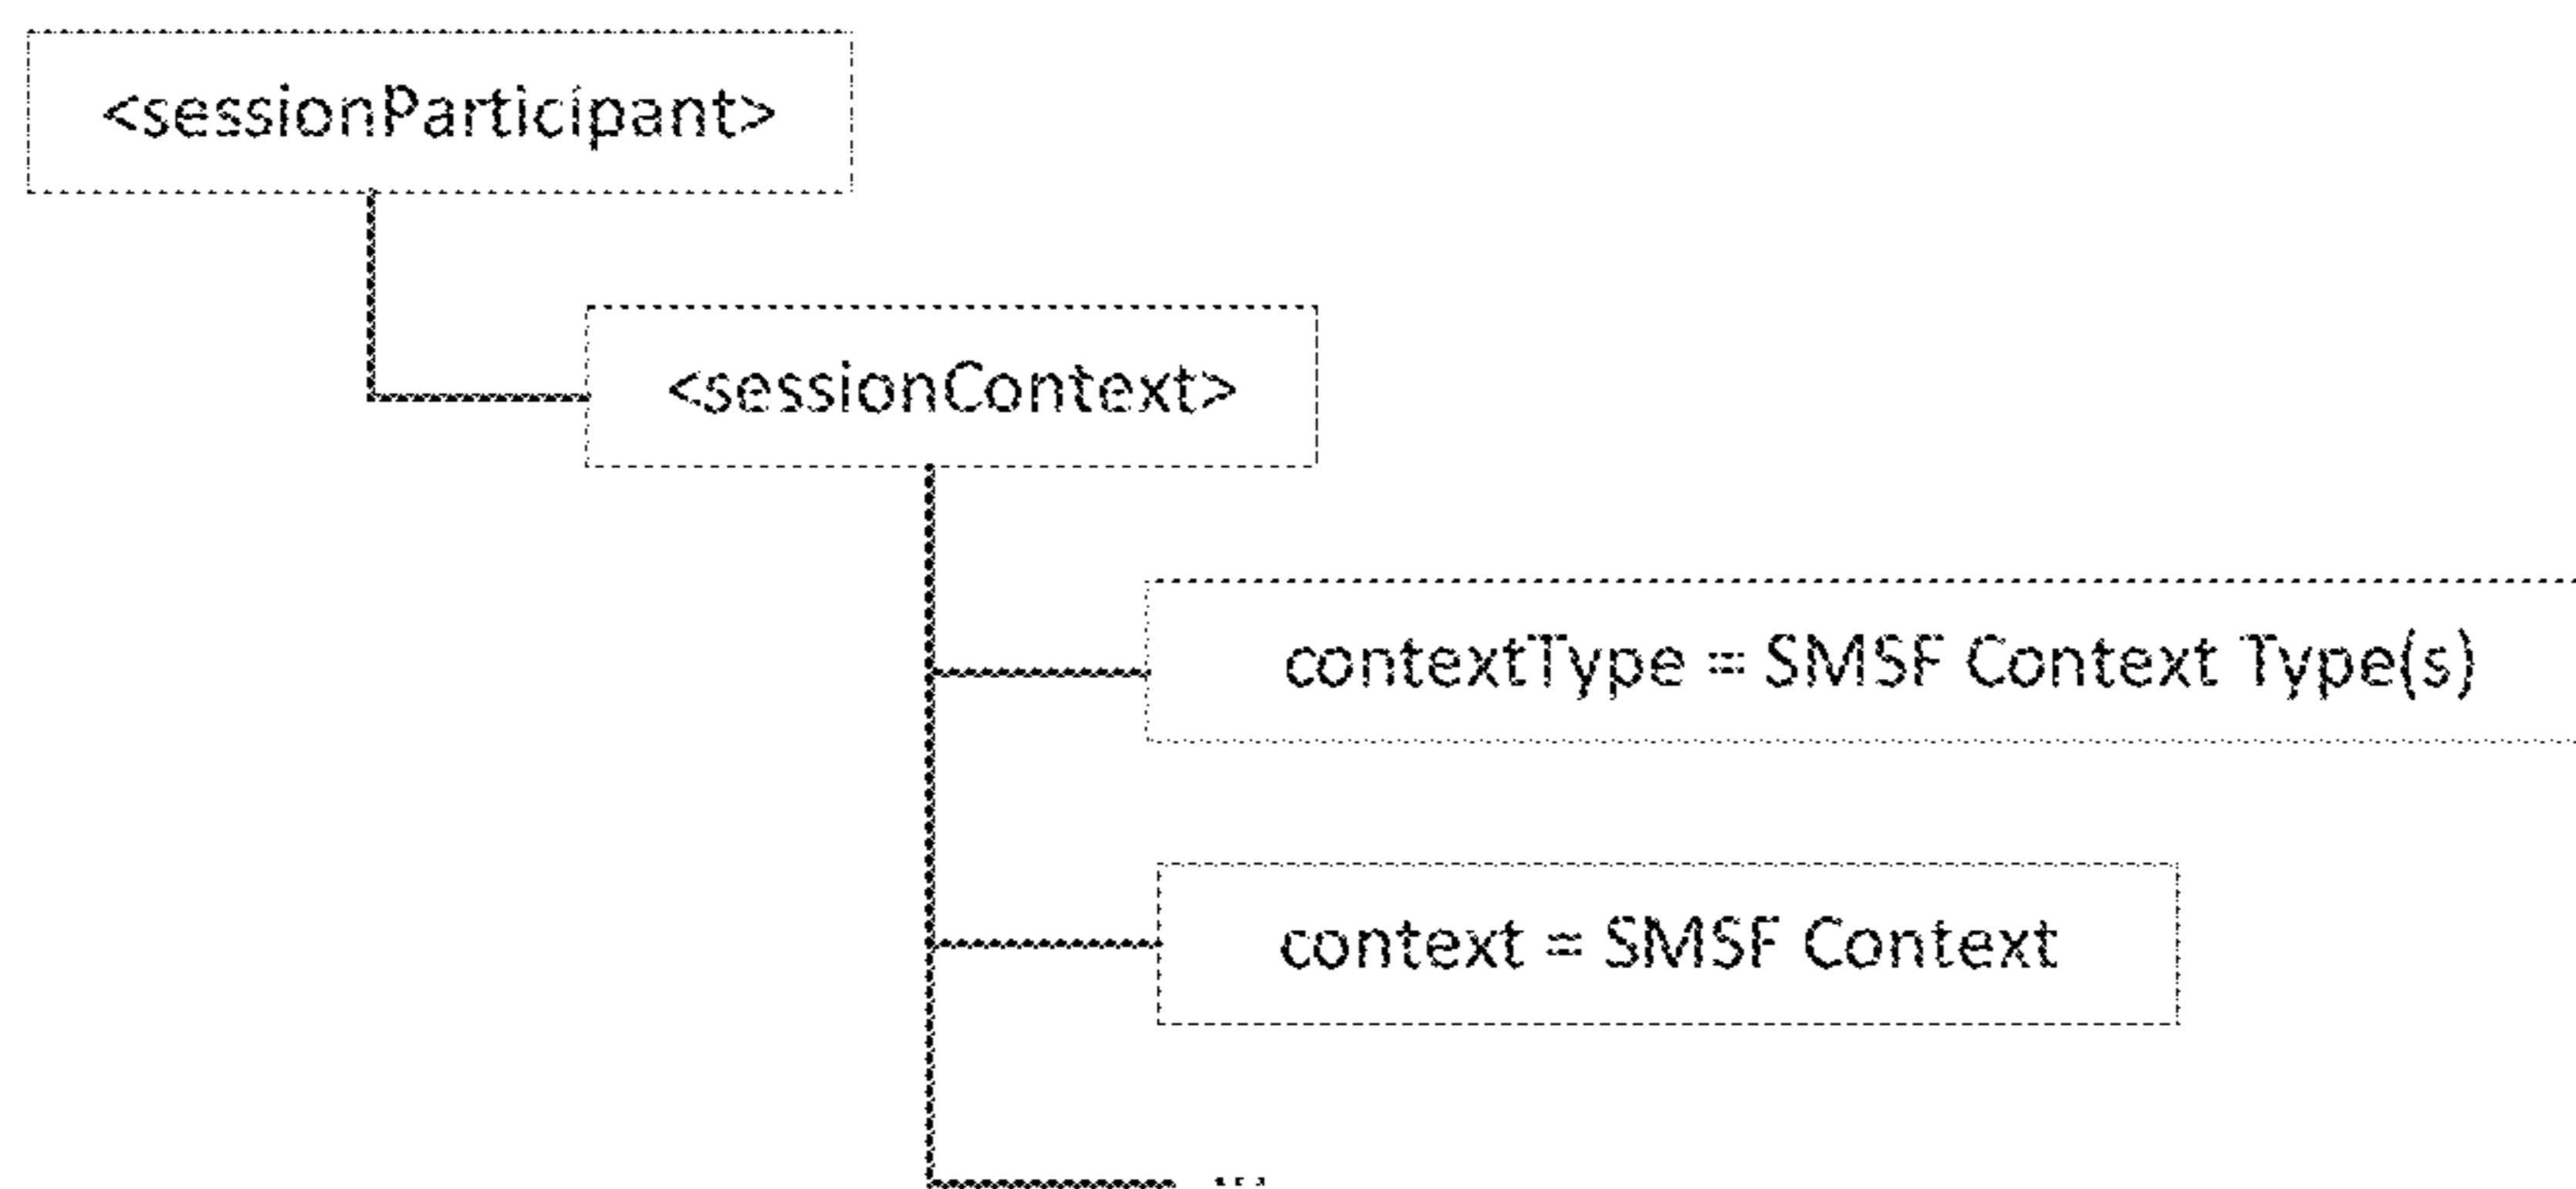 <sessionParticipant>
<sessionContext>
contextType = SMSF Context Type(s)
context = SMSF Context
...